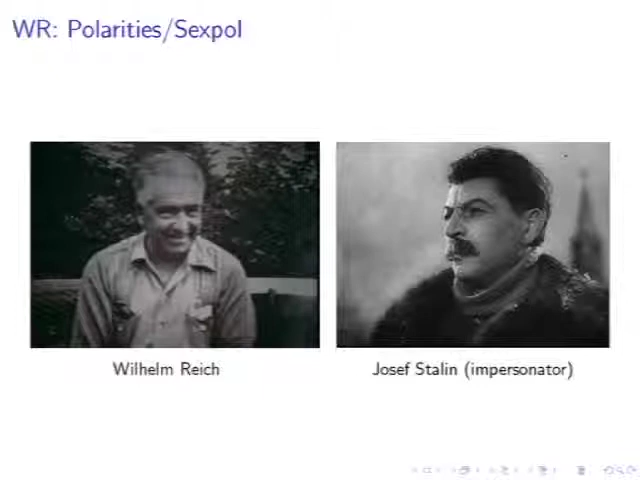 WR: Polarities/Sexpol
Wilhelm Reich
Josef Stalin (impersonator)